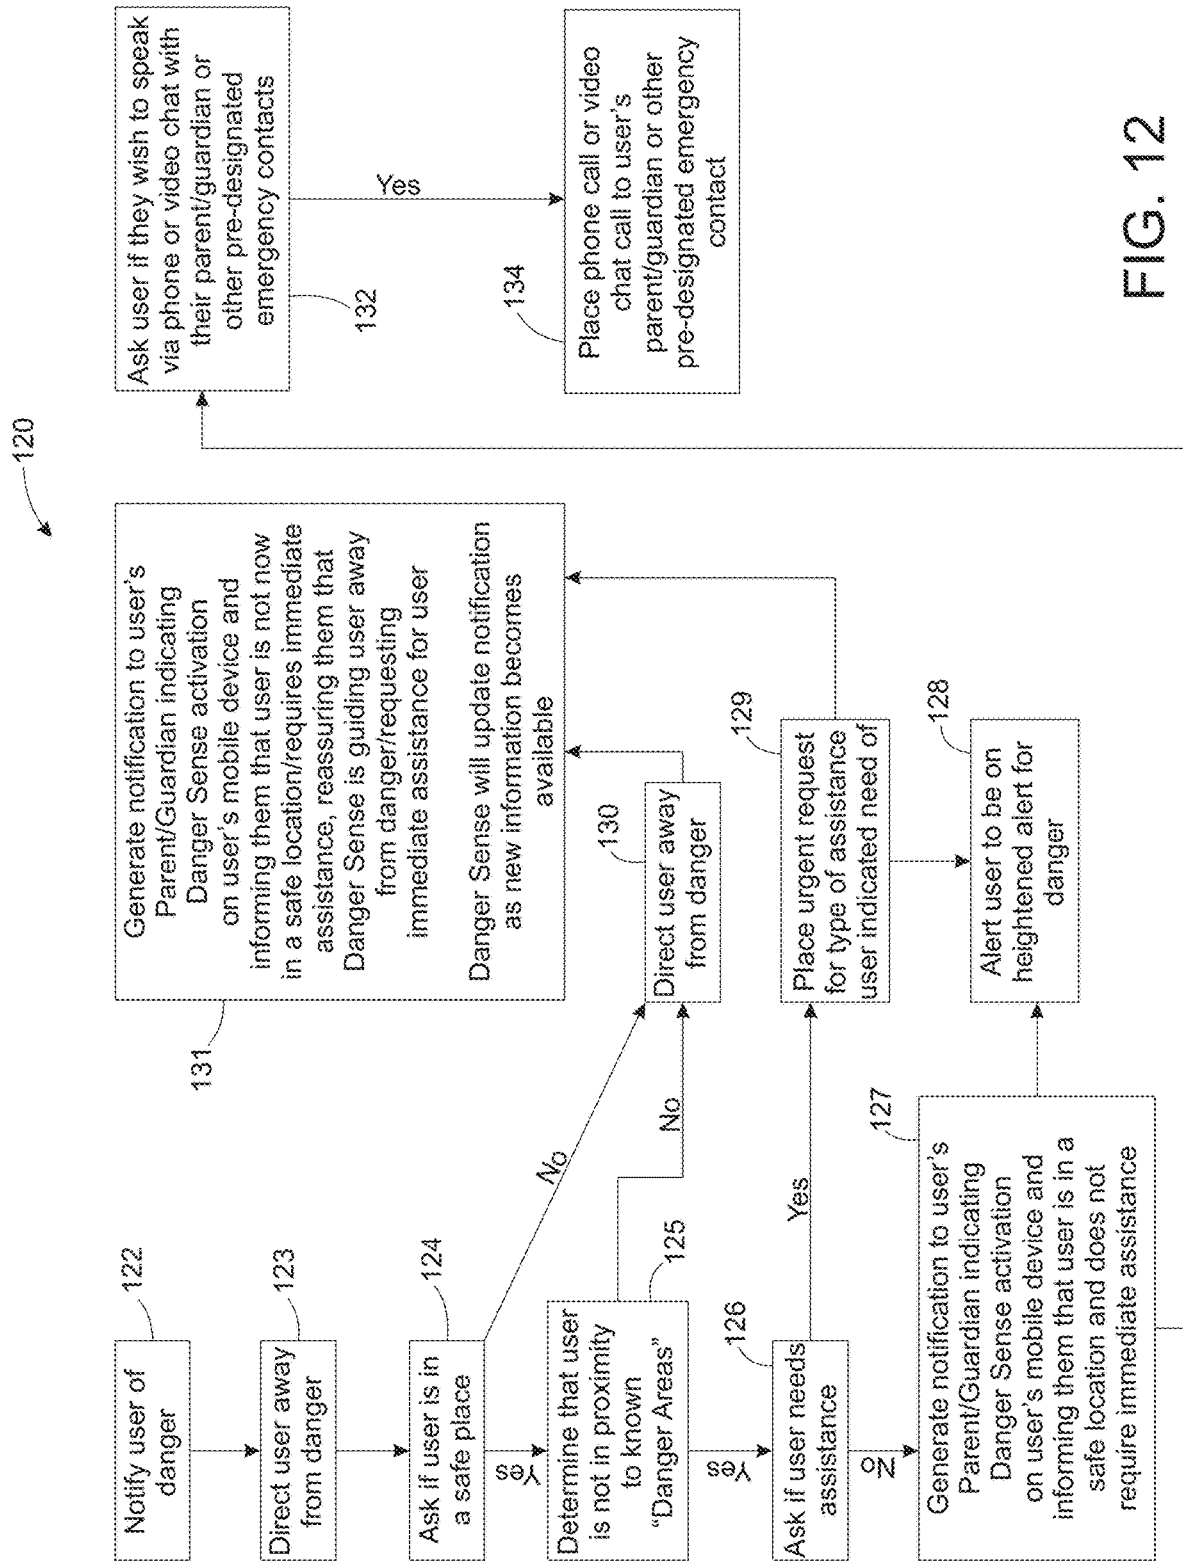 120
Notify user of
danger
122
Direct user away
from danger
123
Ask if user is in
a safe place
124
No
Yes
Determine that user
is not in proximity
to known
“Danger Areas”
125
No
Yes
Ask if user needs
assistance
126
Yes
No
Generate notification to user's
Parent/Guardian indicating
Danger Sense activation
on user's mobile device and
informing them that user is in a
safe location and does not
require immediate assistance
127
Generate notification to user's
Parent/Guardian indicating
Danger Sense activation
on user's mobile device and
informing them that user is not now
in a safe location/requires immediate
assistance, reassuring them that
Danger Sense is guiding user away
from danger/requesting
immediate assistance for user
Danger Sense will update notification
as new information becomes
available
131
Direct user away
from danger
130
Place urgent request
for type of assistance
user indicated need of
129
Alert user to be on
heightened alert for
danger
128
Ask user if they wish to speak
via phone or video chat with
their parent/guardian or
other pre-designated
emergency contacts
132
Yes
Place phone call or video
chat call to user's
parent/guardian or other
pre-designated emergency
contact
134
FIG. 12